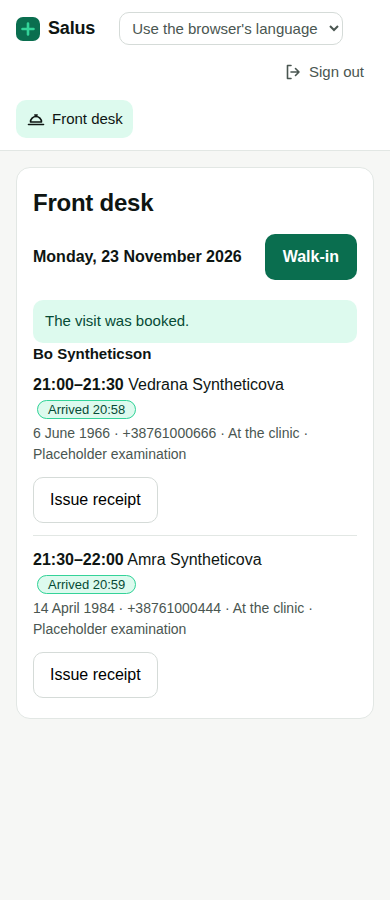 Salus
Use the browser's language
Sign out
Front desk
Front desk
Monday, 23 November 2026
Walk-in
The visit was booked.
Bo Syntheticson
21:00–21:30 Vedrana Syntheticova
Arrived 20:58
6 June 1966 · +38761000666 · At the clinic ·
Placeholder examination
Issue receipt
21:30–22:00 Amra Syntheticova
Arrived 20:59
14 April 1984 · +38761000444 · At the clinic ·
Placeholder examination
Issue receipt